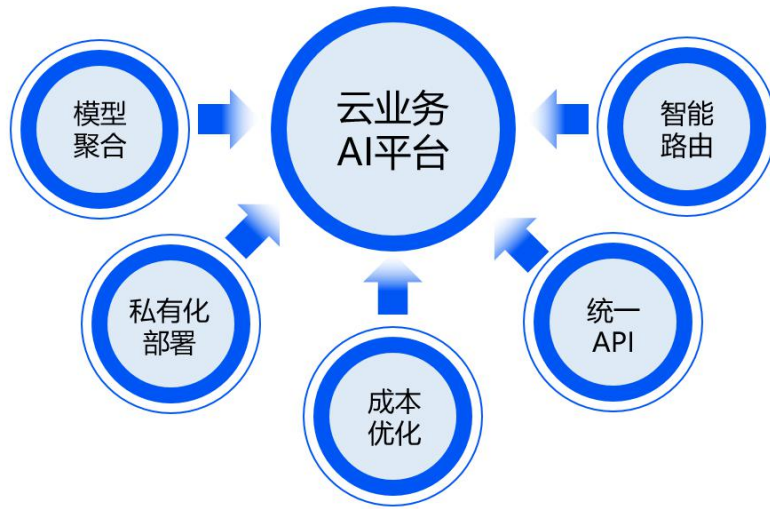 云业务
AI平台
模型
聚合
智能
路由
私有化
部署
统一
API
成本
优化